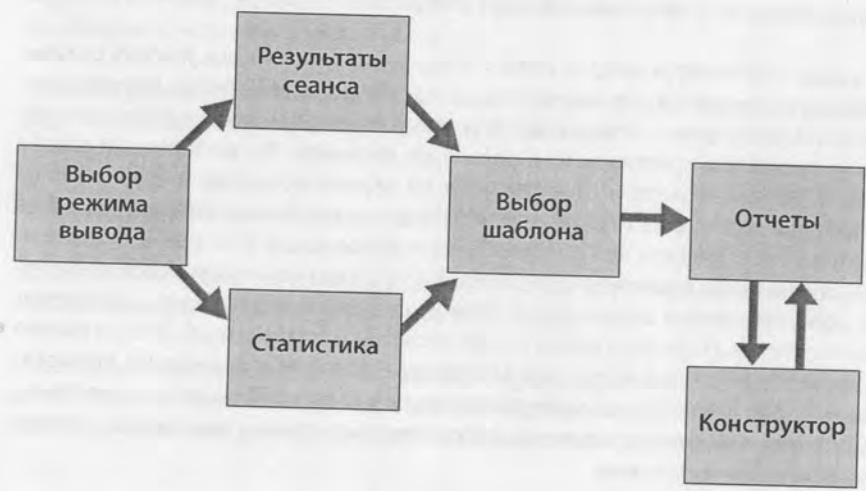 Результаты
сеанса
Выбор
режима
вывода
Выбор
шаблона
Отчеты
Статистика
Конструктор